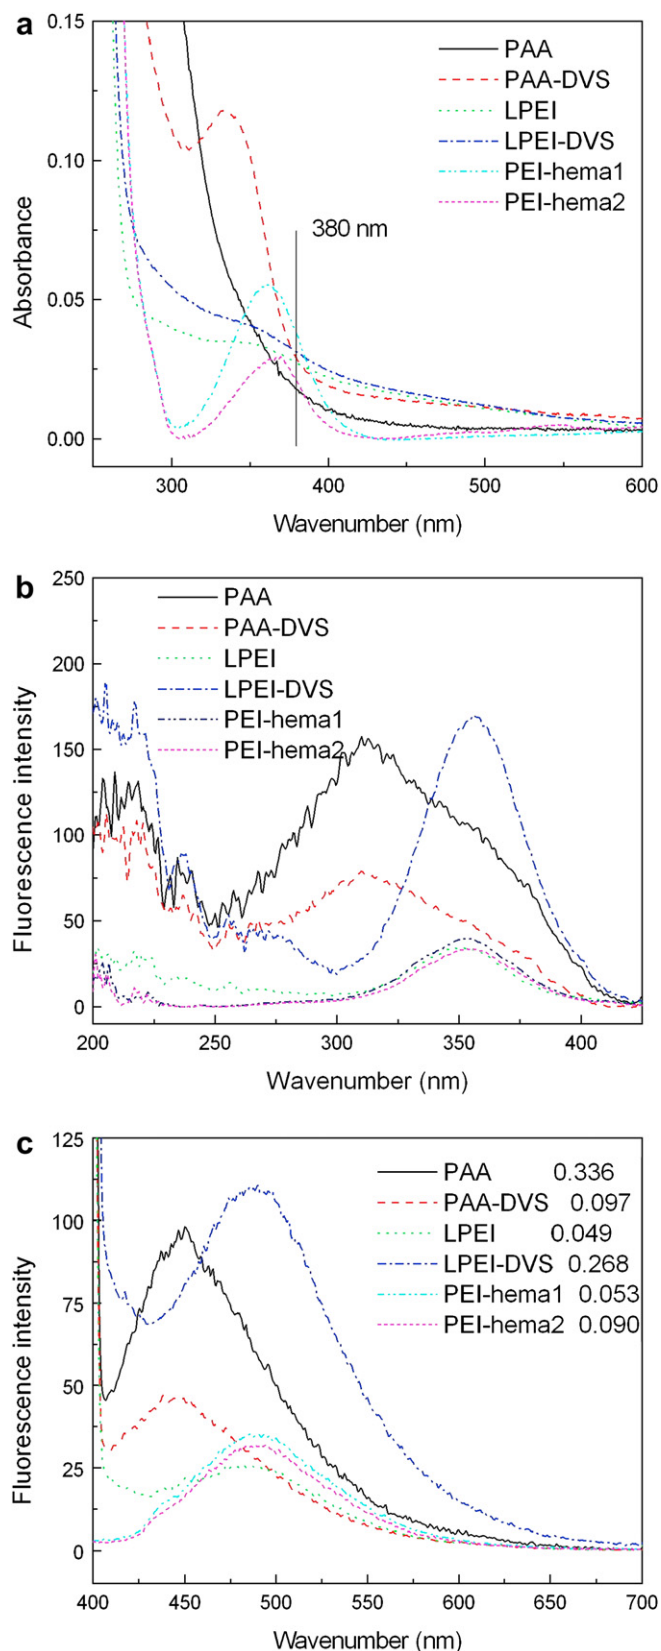 a
0.15
0.10
0.05
0.00
Absorbance
PAA
PAA-DVS
LPEI
LPEI-DVS
PEI-hema1
PEI-hema2
380 nm
300 400 500 600
Wavenumber (nm)
b
250
200
150
100
50
0
Fluorescence intensity
PAA
PAA-DVS
LPEI
LPEI-DVS
PEI-hema1
PEI-hema2
200 250 300 350 400
Wavenumber (nm)
c
125
100
75
50
25
0
Fluorescence intensity
PAA 0.336
PAA-DVS 0.097
LPEI 0.049
LPEI-DVS 0.268
PEI-hema1 0.053
PEI-hema2 0.090
400 450 500 550 600 650 700
Wavenumber (nm)